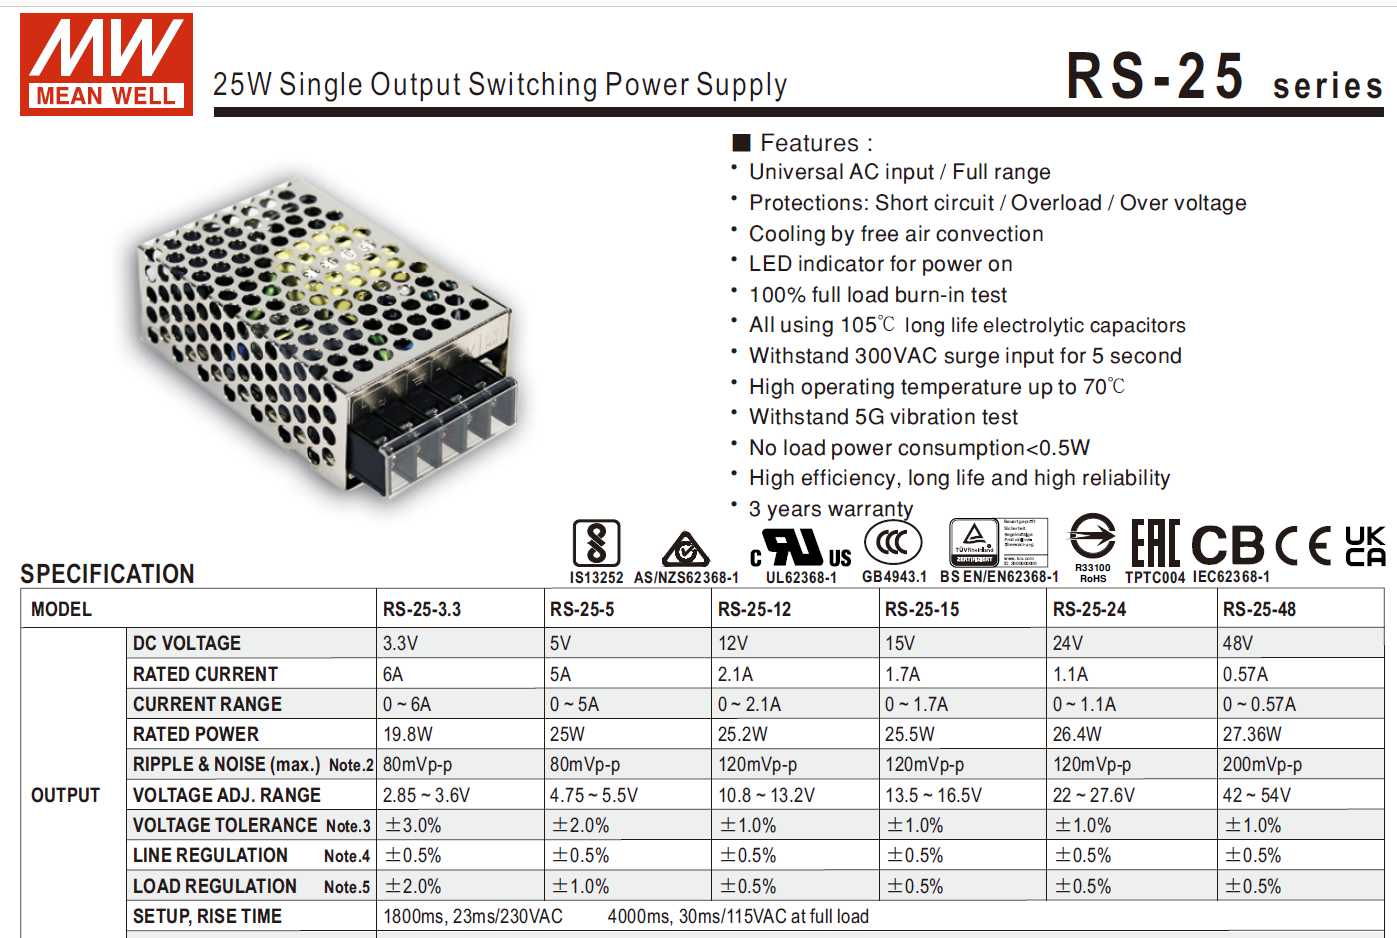 MW
MEAN WELL
25W Single Output Switching Power Supply
RS-25 series
■ Features :
• Universal AC input / Full range
• Protections: Short circuit / Overload / Over voltage
• Cooling by free air convection
• LED indicator for power on
• 100% full load burn-in test
• All using 105℃ long life electrolytic capacitors
• Withstand 300VAC surge input for 5 second
• High operating temperature up to 70℃
• Withstand 5G vibration test
• No load power consumption<0.5W
• High efficiency, long life and high reliability
• 3 years warranty
IS13252
AS/NZS62368-1
c RU US
UL62368-1
CCC
GB4943.1
TÜVRheinland
BS EN/EN62368-1
R33100
RoHS
EAC
TPTC004
CB
IEC62368-1
CE
UK
CA
SPECIFICATION
MODEL RS-25-3.3 RS-25-5 RS-25-12 RS-25-15 RS-25-24 RS-25-48
OUTPUT
DC VOLTAGE 3.3V 5V 12V 15V 24V 48V
RATED CURRENT 6A 5A 2.1A 1.7A 1.1A 0.57A
CURRENT RANGE 0 ~ 6A 0 ~ 5A 0 ~ 2.1A 0 ~ 1.7A 0 ~ 1.1A 0 ~ 0.57A
RATED POWER 19.8W 25W 25.2W 25.5W 26.4W 27.36W
RIPPLE & NOISE (max.) Note.2 80mVp-p 80mVp-p 120mVp-p 120mVp-p 120mVp-p 200mVp-p
VOLTAGE ADJ. RANGE 2.85 ~ 3.6V 4.75 ~ 5.5V 10.8 ~ 13.2V 13.5 ~ 16.5V 22 ~ 27.6V 42 ~ 54V
VOLTAGE TOLERANCE Note.3 ±3.0% ±2.0% ±1.0% ±1.0% ±1.0% ±1.0%
LINE REGULATION Note.4 ±0.5% ±0.5% ±0.5% ±0.5% ±0.5% ±0.5%
LOAD REGULATION Note.5 ±2.0% ±1.0% ±0.5% ±0.5% ±0.5% ±0.5%
SETUP, RISE TIME 1800ms, 23ms/230VAC 4000ms, 30ms/115VAC at full load